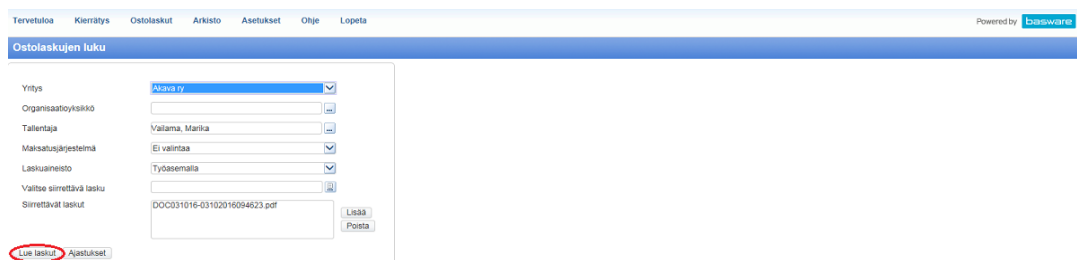 Tervetuloa Kierrätys Ostolaskut Arkisto Asetukset Ohje Lopeta Powered by basware
Ostolaskujen luku
Yritys Akava ry
Organisaatioyksikkö ...
Tallentaja Vailama, Marika ...
Maksatusjärjestelmä Ei valintaa
Laskuaineisto Työasemalla
Valitse siirrettävä lasku
Siirrettävät laskut DOC031016-03102016094623.pdf Lisää
Poista
Lue laskut Ajastukset